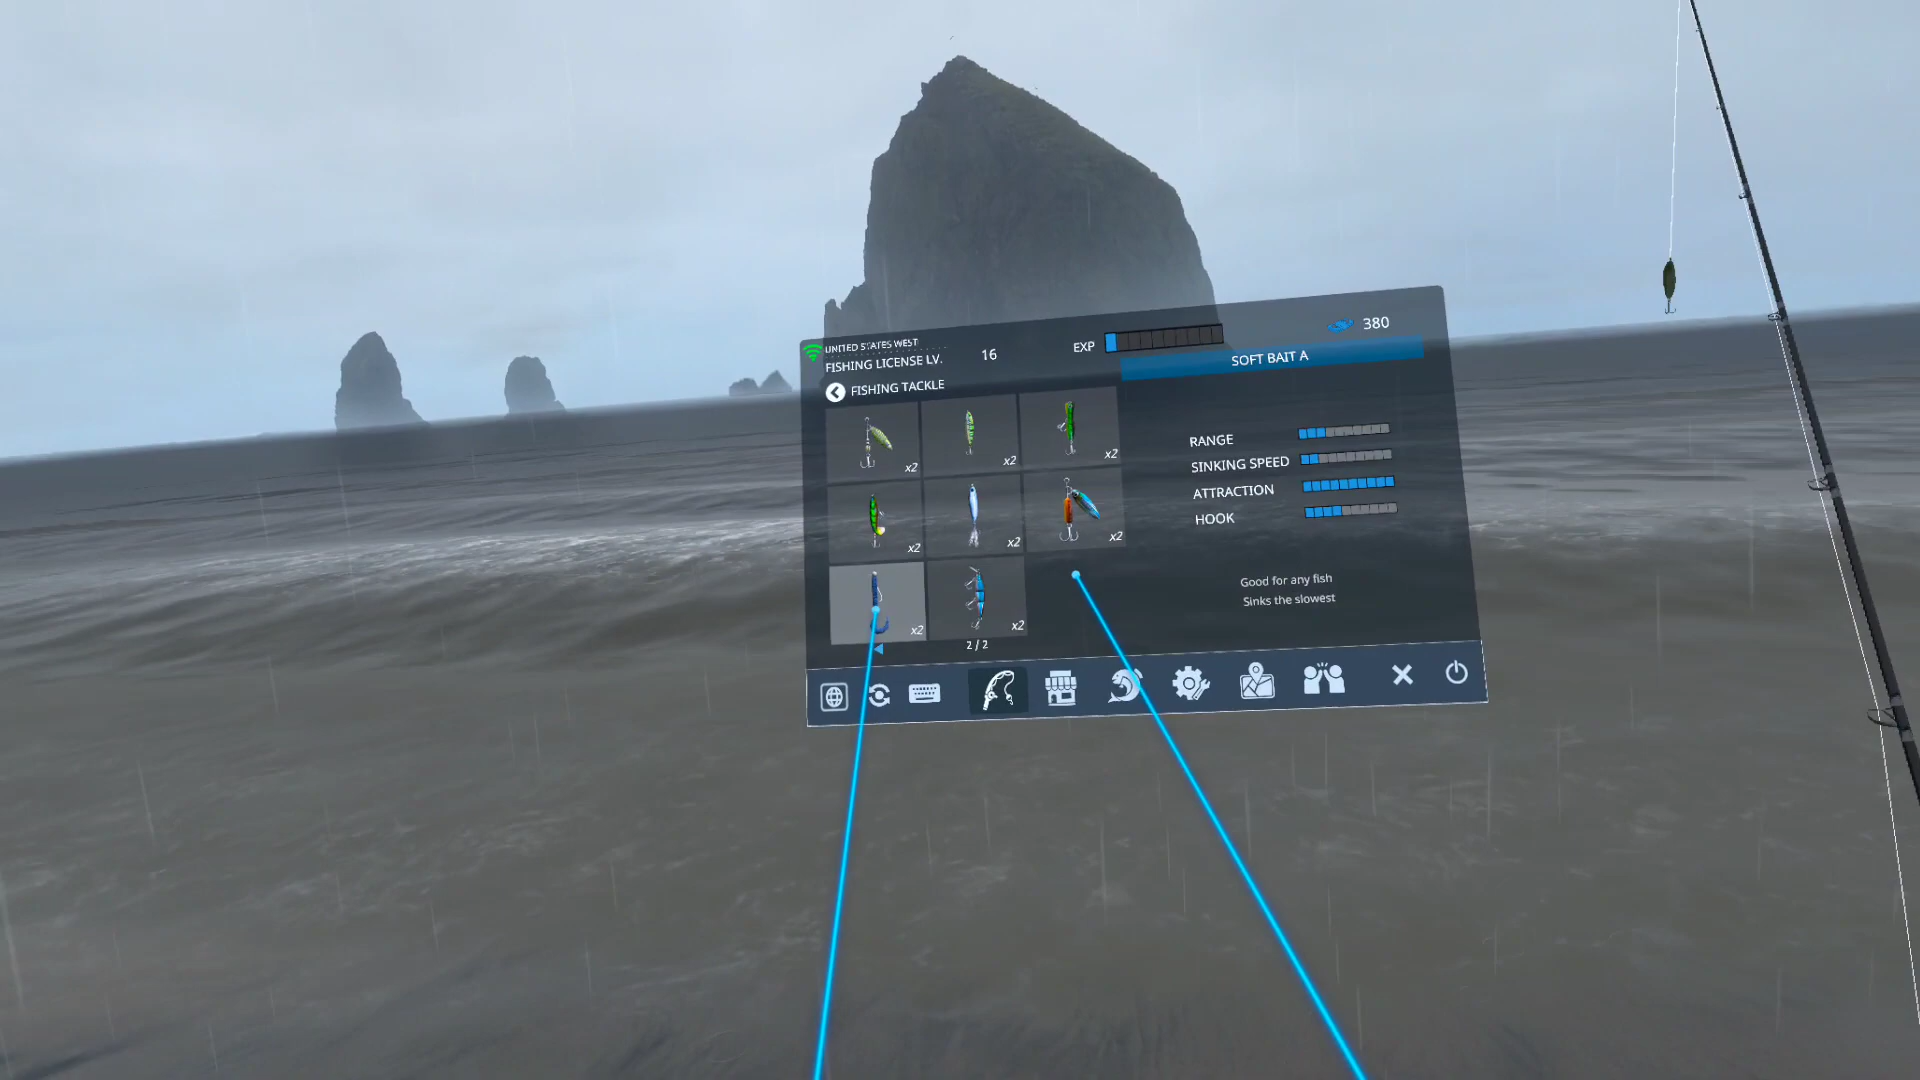 UNITED STATES WEST
FISHING LICENSE LV. 16
EXP
380
FISHING TACKLE
SOFT BAIT A
x2
x2
x2
x2
x2
x2
x2
x2
2 / 2
RANGE
SINKING SPEED
ATTRACTION
HOOK
Good for any fish
Sinks the slowest